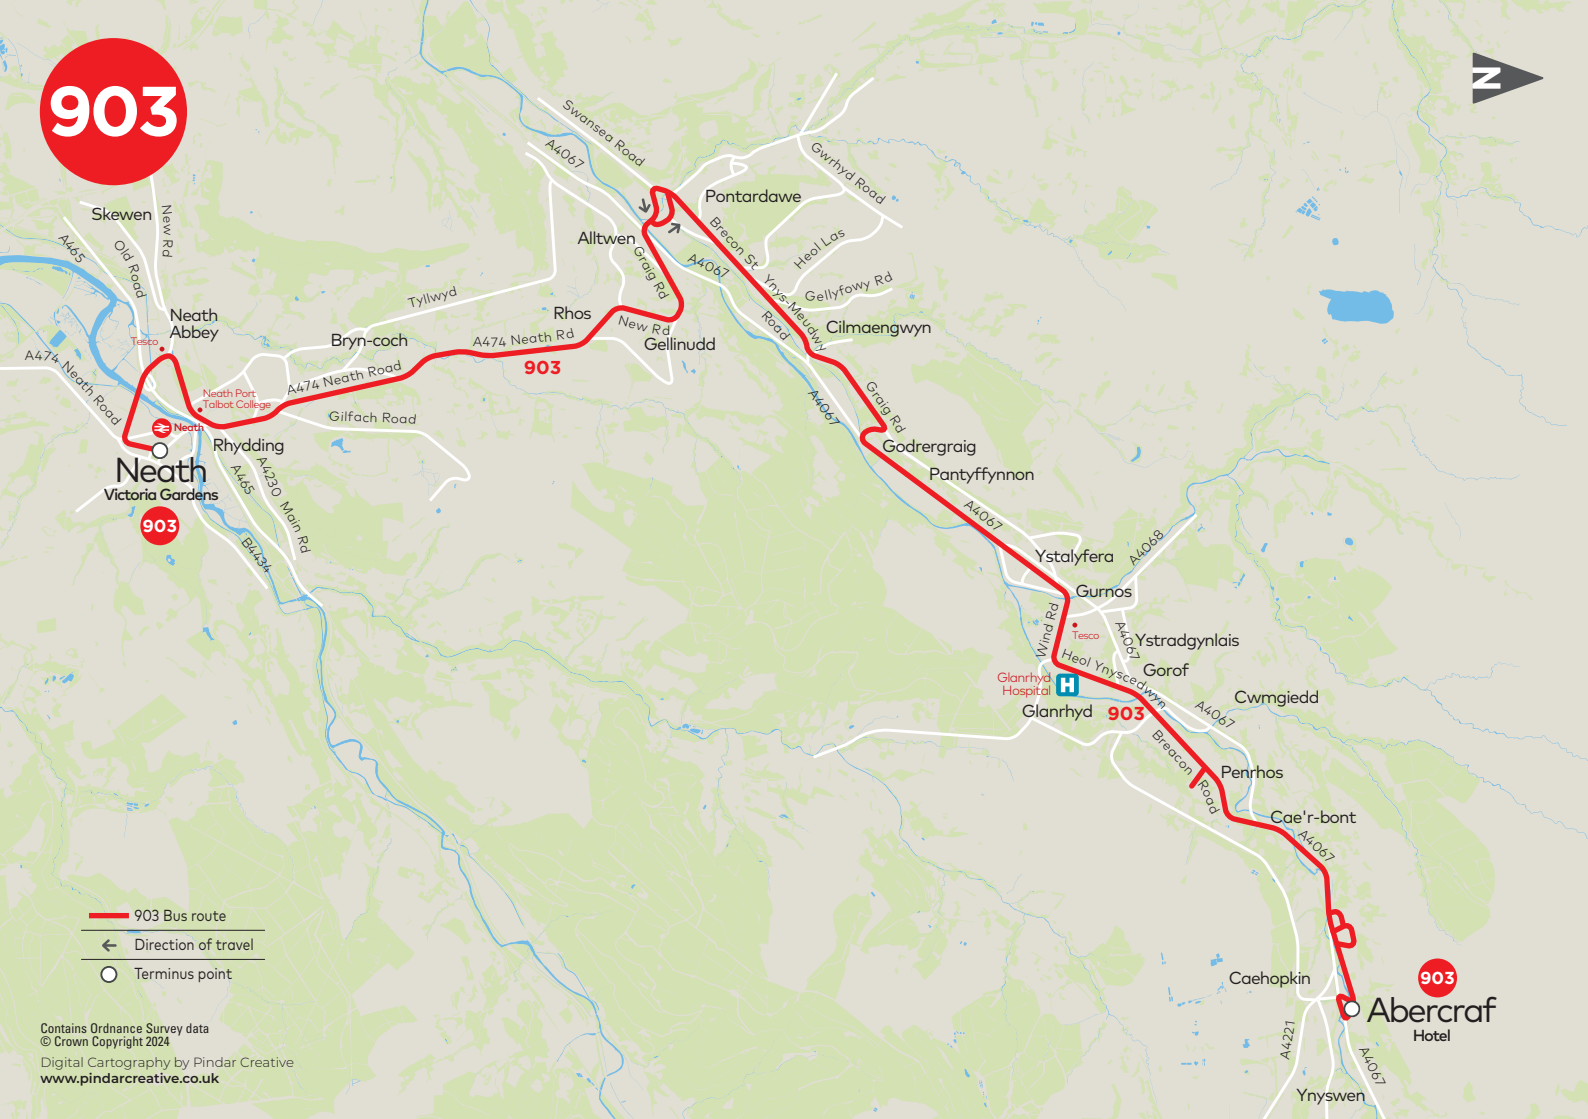 903
N
Swansea Road
A4067
Gwrhyd Road
Pontardawe
Skewen
New Rd
A465
Old Road
Alltwen
Brecon St
Heol Las
Graig Rd
A4067
Gellyfowy Rd
Tyllwyd
Ynys-Meudwy
Road
Neath
Abbey
Tesco
Rhos
New Rd
Cilmaengwyn
Bryn-coch
A474 Neath Rd
Gellinudd
903
A474 Neath Road
A474 Neath Road
Neath Port
Talbot College
Gilfach Road
A4067
Graig Rd
Neath
Rhydding
Godrergraig
Neath
Victoria Gardens
903
A465
A230 Main Rd
B4434
Pantyffynnon
A4067
Ystalyfera
A4068
Gurnos
Wind Rd
Tesco
A4067
Ystradgynlais
Heol Ynyscedwyn
Gorof
Glanrhyd
Hospital
H
Glanrhyd
903
A4067
Cwmgiedd
Breacon Road
Penrhos
Cae'r-bont
A4067
903 Bus route
Direction of travel
Terminus point
Caehopkin
903
Abercraf
Hotel
A4221
A4067
Ynyswen
Contains Ordnance Survey data
© Crown Copyright 2024
Digital Cartography by Pindar Creative
www.pindarcreative.co.uk